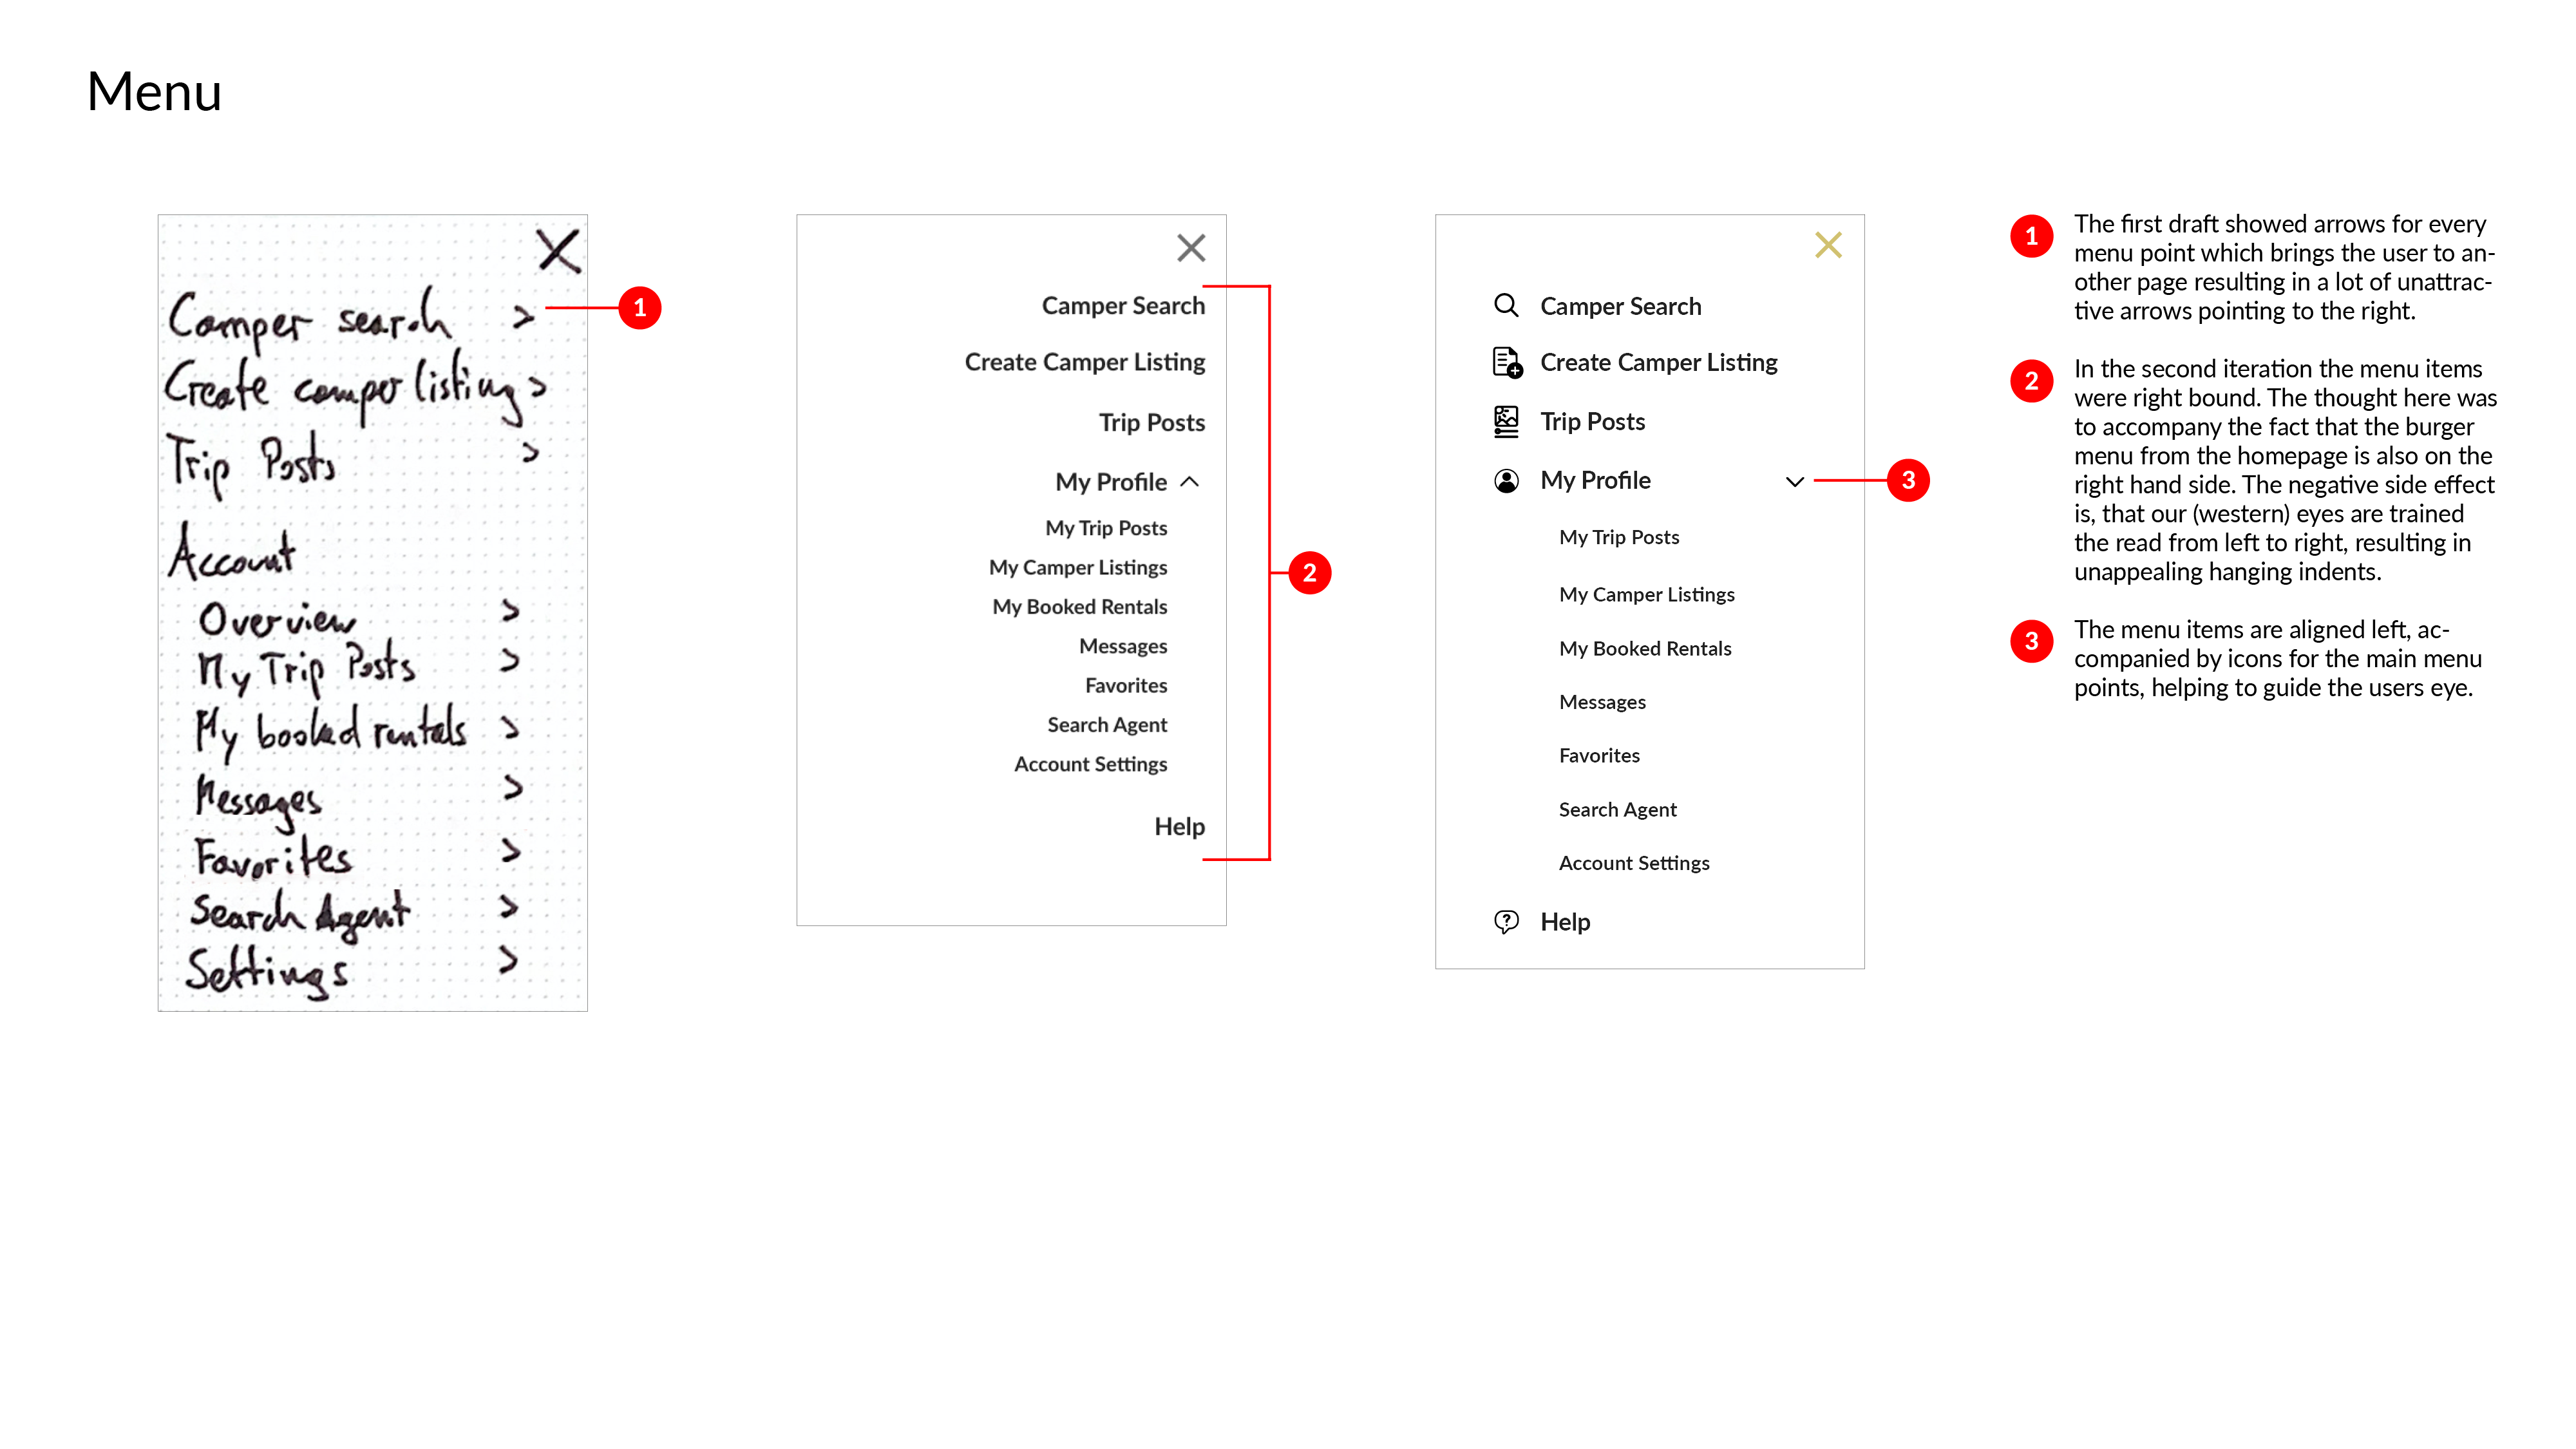 Menu
Camper search >
Create camper listing >
Trip Posts >
Account
Overview >
My Trip Posts >
My booked rentals >
Messages >
Favorites >
Search Agent >
Settings >
1
Camper Search
Create Camper Listing
Trip Posts
My Profile
My Trip Posts
My Camper Listings
My Booked Rentals
Messages
Favorites
Search Agent
Account Settings
Help
2
Camper Search
Create Camper Listing
Trip Posts
My Profile
My Trip Posts
My Camper Listings
My Booked Rentals
Messages
Favorites
Search Agent
Account Settings
Help
3
1 The first draft showed arrows for every
menu point which brings the user to an-
other page resulting in a lot of unattrac-
tive arrows pointing to the right.
2 In the second iteration the menu items
were right bound. The thought here was
to accompany the fact that the burger
menu from the homepage is also on the
right hand side. The negative side effect
is, that our (western) eyes are trained
the read from left to right, resulting in
unappealing hanging indents.
3 The menu items are aligned left, ac-
companied by icons for the main menu
points, helping to guide the users eye.